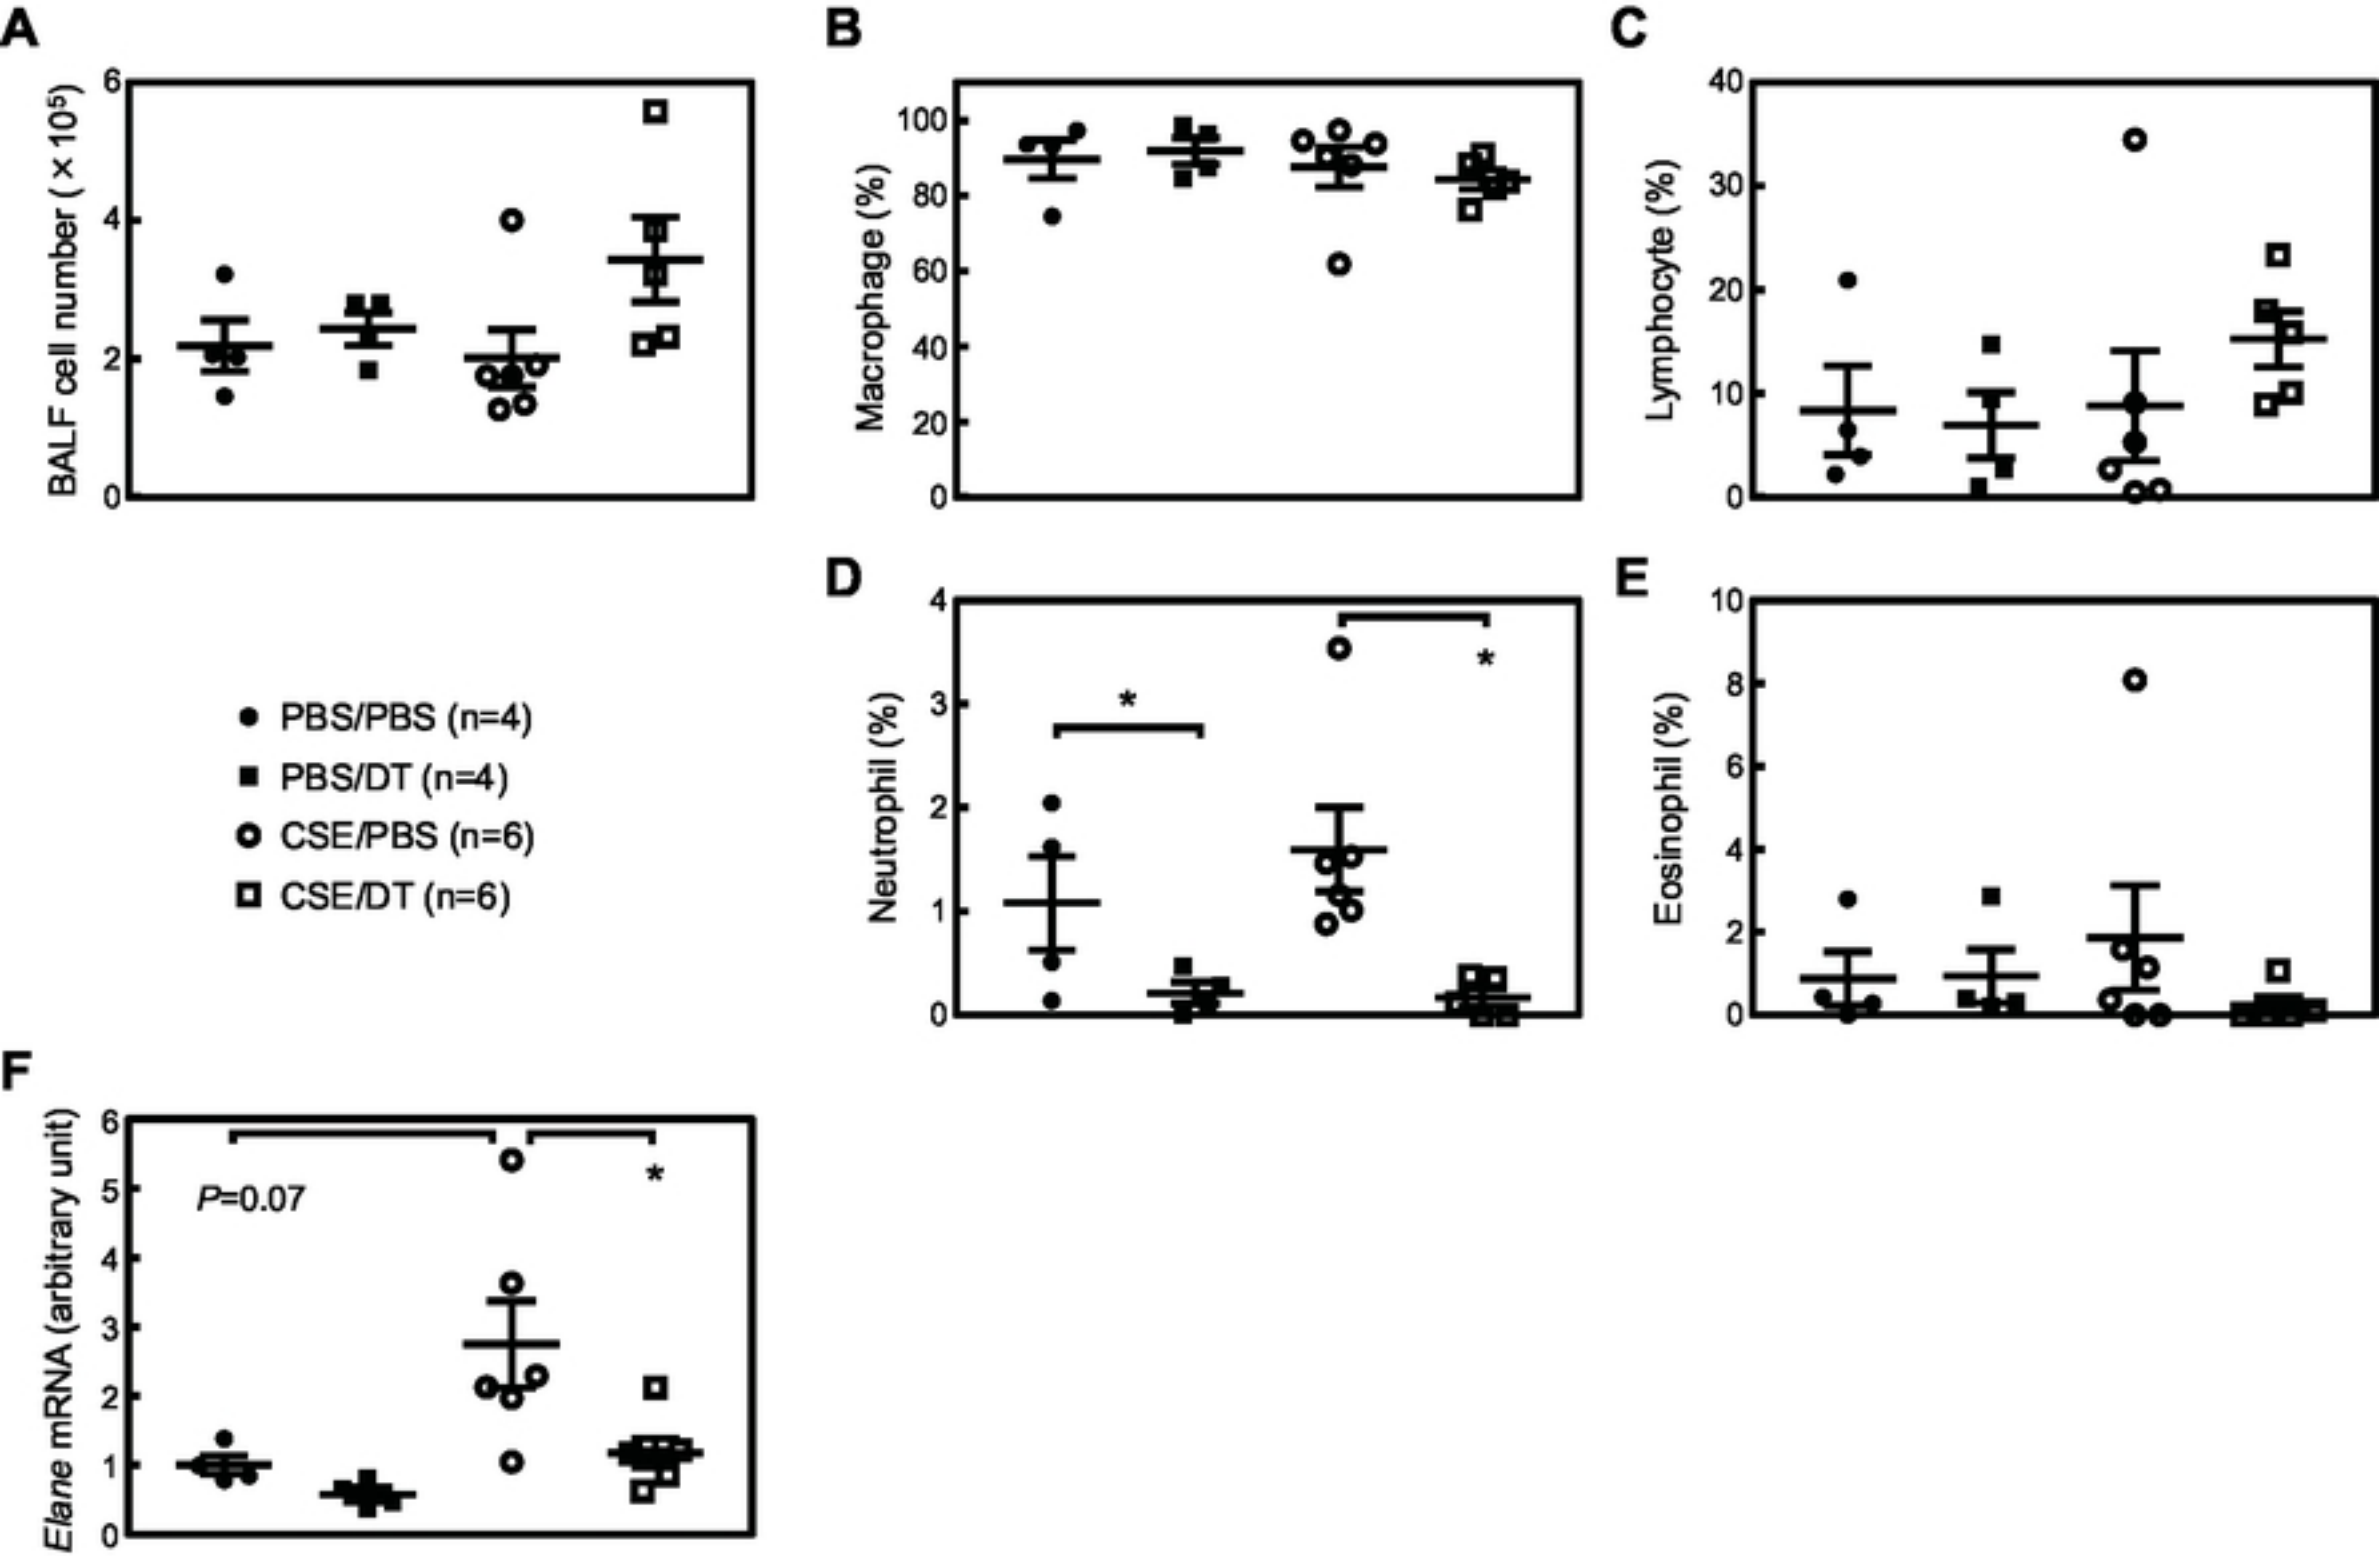 A
BALF cell number (×10⁵)
6
4
2
0
B
Macrophage (%)
100
80
60
40
20
0
C
Lymphocyte (%)
40
30
20
10
0
PBS/PBS (n=4)
PBS/DT (n=4)
CSE/PBS (n=6)
CSE/DT (n=6)
D
Neutrophil (%)
4
3
2
1
0
*
*
E
Eosinophil (%)
10
8
6
4
2
0
F
Elane mRNA (arbitrary unit)
6
5
4
3
2
1
0
P=0.07
*